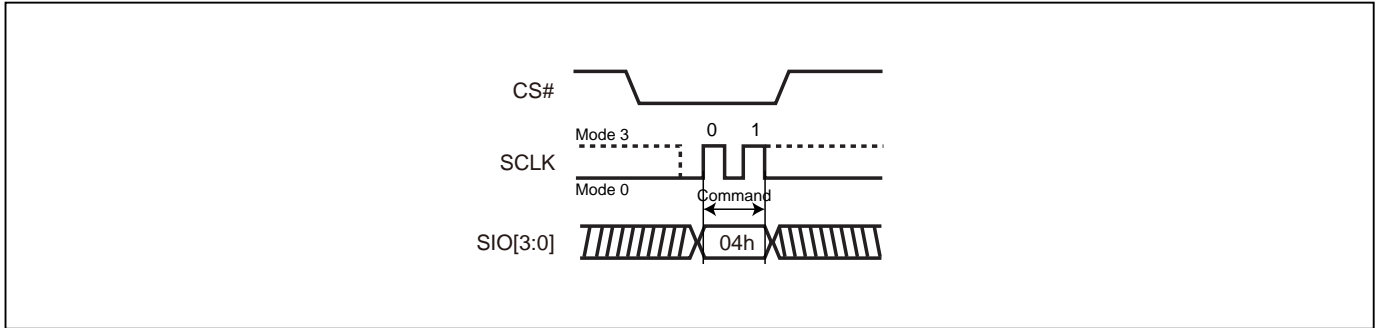 CS#
Mode 3
0 1
SCLK
Mode 0
Command
SIO[3:0]
04h